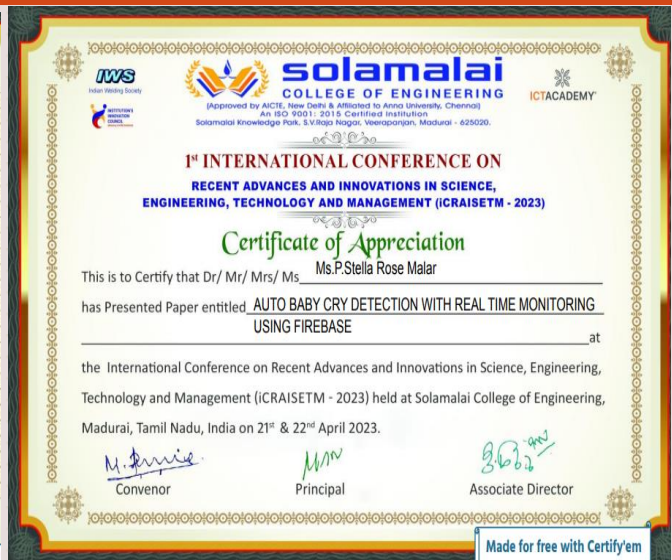 IWS
Indian Welding Society
INSTITUTION'S
INNOVATION
COUNCIL
solamalai
COLLEGE OF ENGINEERING
(Approved by AICTE, New Delhi & Affiliated to Anna University, Chennai)
An ISO 9001: 2015 Certified Institution
Solamalai Knowledge Park, S.V.Raja Nagar, Veerapanjan, Madurai - 625020.
ICTACADEMY
1st INTERNATIONAL CONFERENCE ON
RECENT ADVANCES AND INNOVATIONS IN SCIENCE,
ENGINEERING, TECHNOLOGY AND MANAGEMENT (iCRAISETM - 2023)
Certificate of Appreciation
This is to Certify that Dr/ Mr/ Mrs/ Ms Ms.P.Stella Rose Malar
has Presented Paper entitled AUTO BABY CRY DETECTION WITH REAL TIME MONITORING
USING FIREBASE at
the International Conference on Recent Advances and Innovations in Science, Engineering,
Technology and Management (iCRAISETM - 2023) held at Solamalai College of Engineering,
Madurai, Tamil Nadu, India on 21st & 22nd April 2023.
Convenor Principal Associate Director
Made for free with Certify'em